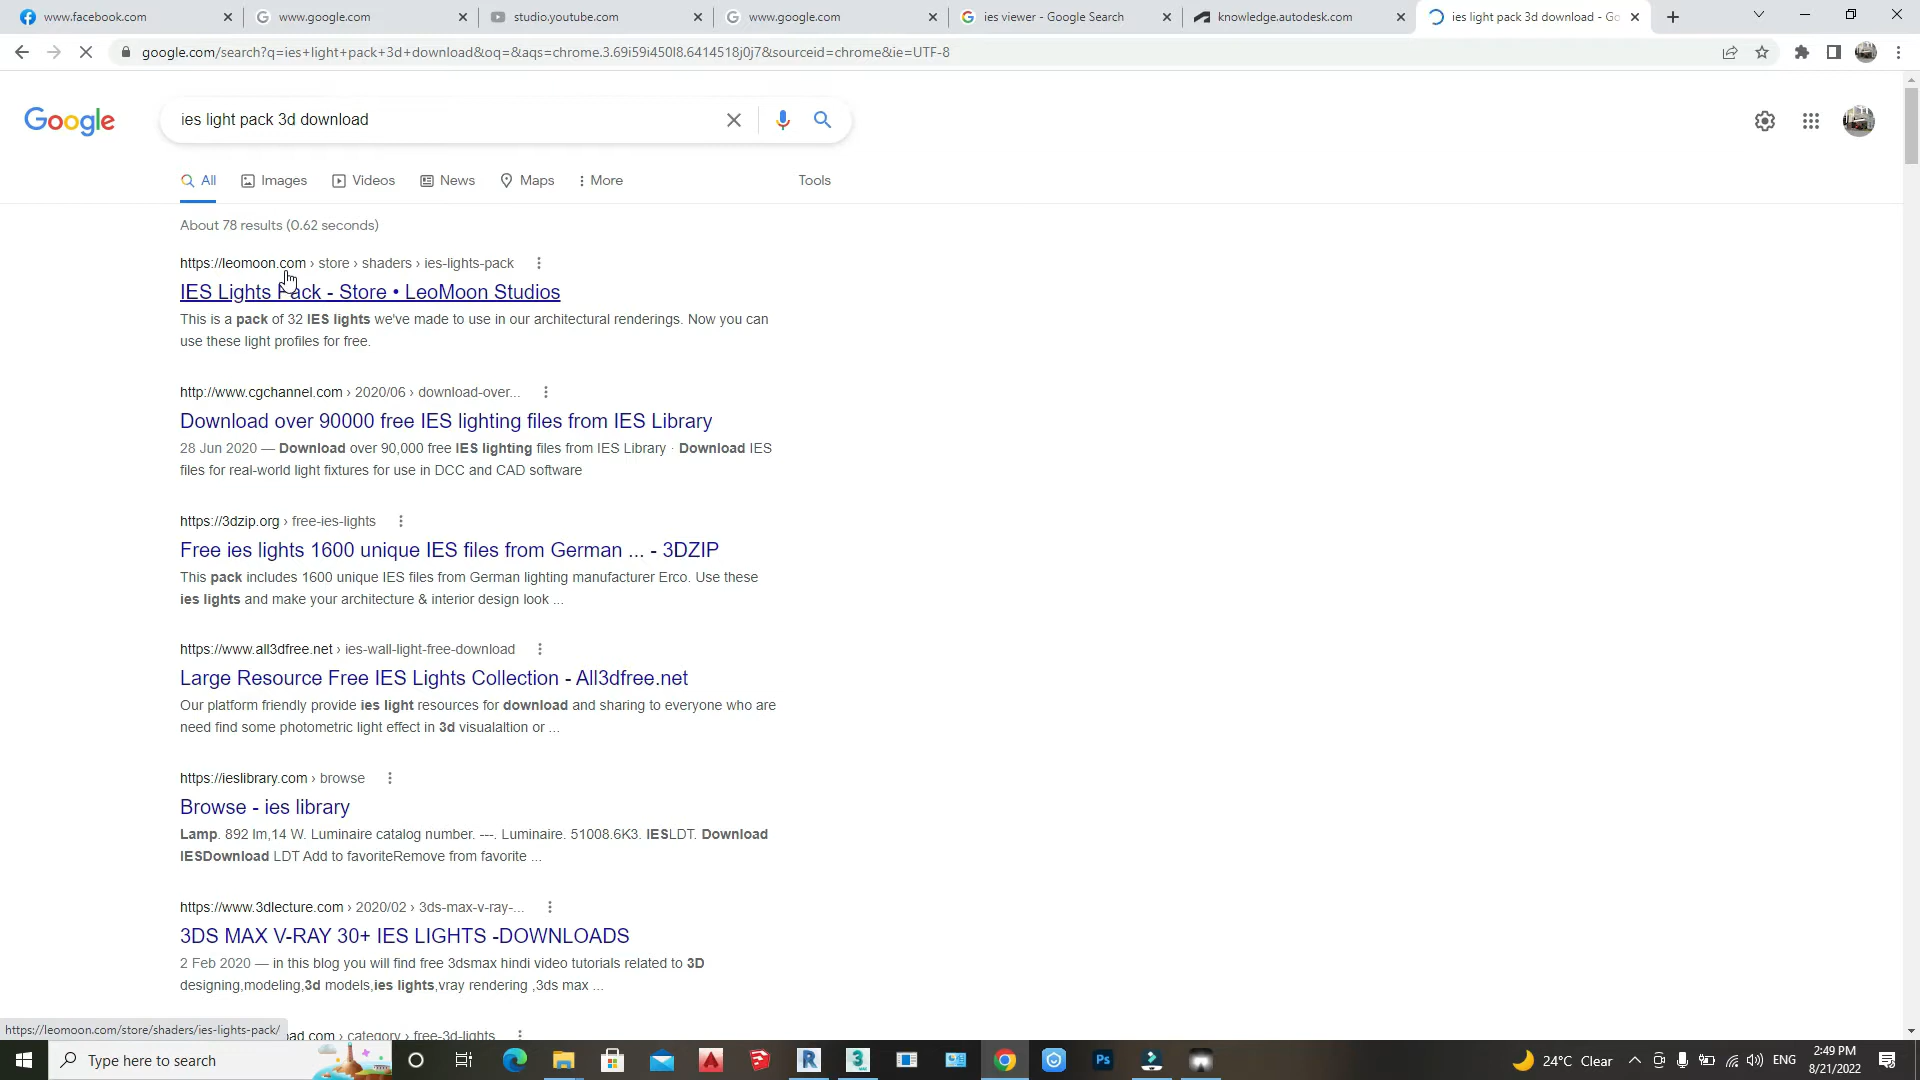 www.facebook.com
www.google.com
studio.youtube.com
www.google.com
ies viewer - Google Search
knowledge.autodesk.com
ies light pack 3d download - Go
google.com/search?q=ies+light+pack+3d+download&oq=&aqs=chrome.3.69i59i450l8.6414518j0j7&sourceid=chrome&ie=UTF-8
Google
ies light pack 3d download
All Images Videos News Maps More Tools
About 78 results (0.62 seconds)
https://leomoon.com › store › shaders › ies-lights-pack
IES Lights Pack - Store • LeoMoon Studios
This is a pack of 32 IES lights we've made to use in our architectural renderings. Now you can
use these light profiles for free.
http://www.cgchannel.com › 2020/06 › download-over...
Download over 90000 free IES lighting files from IES Library
28 Jun 2020 — Download over 90,000 free IES lighting files from IES Library · Download IES
files for real-world light fixtures for use in DCC and CAD software
https://3dzip.org › free-ies-lights
Free ies lights 1600 unique IES files from German ... - 3DZIP
This pack includes 1600 unique IES files from German lighting manufacturer Erco. Use these
ies lights and make your architecture & interior design look ...
https://www.all3dfree.net › ies-wall-light-free-download
Large Resource Free IES Lights Collection - All3dfree.net
Our platform friendly provide ies light resources for download and sharing to everyone who are
need find some photometric light effect in 3d visualaltion or ...
https://ieslibrary.com › browse
Browse - ies library
Lamp. 892 lm,14 W. Luminaire catalog number. ---. Luminaire. 51008.6K3. IESLDT. Download
IESDownload LDT Add to favoriteRemove from favorite ...
https://www.3dlecture.com › 2020/02 › 3ds-max-v-ray-...
3DS MAX V-RAY 30+ IES LIGHTS -DOWNLOADS
2 Feb 2020 — in this blog you will find free 3dsmax hindi video tutorials related to 3D
designing,modeling,3d models,ies lights,vray rendering ,3ds max ...
ad.com › category › free-3d-lights
https://leomoon.com/store/shaders/ies-lights-pack/
Type here to search
R
3
Ps
24°C Clear
ENG
2:49 PM
8/21/2022